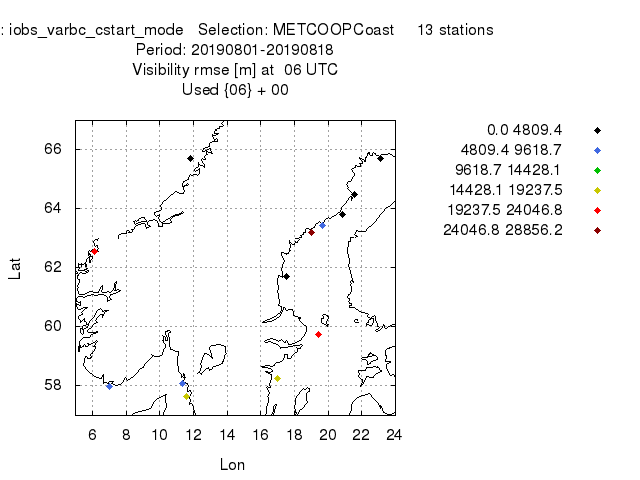 : iobs_varbc_cstart_mode   Selection: METCOOPCoast     13 stations
Period: 20190801-20190818
Visibility rmse [m] at  06 UTC
Used {06} + 00
0.0 4809.4
4809.4 9618.7
9618.7 14428.1
14428.1 19237.5
19237.5 24046.8
24046.8 28856.2
66
64
62
60
58
Lat
6 8 10 12 14 16 18 20 22 24
Lon